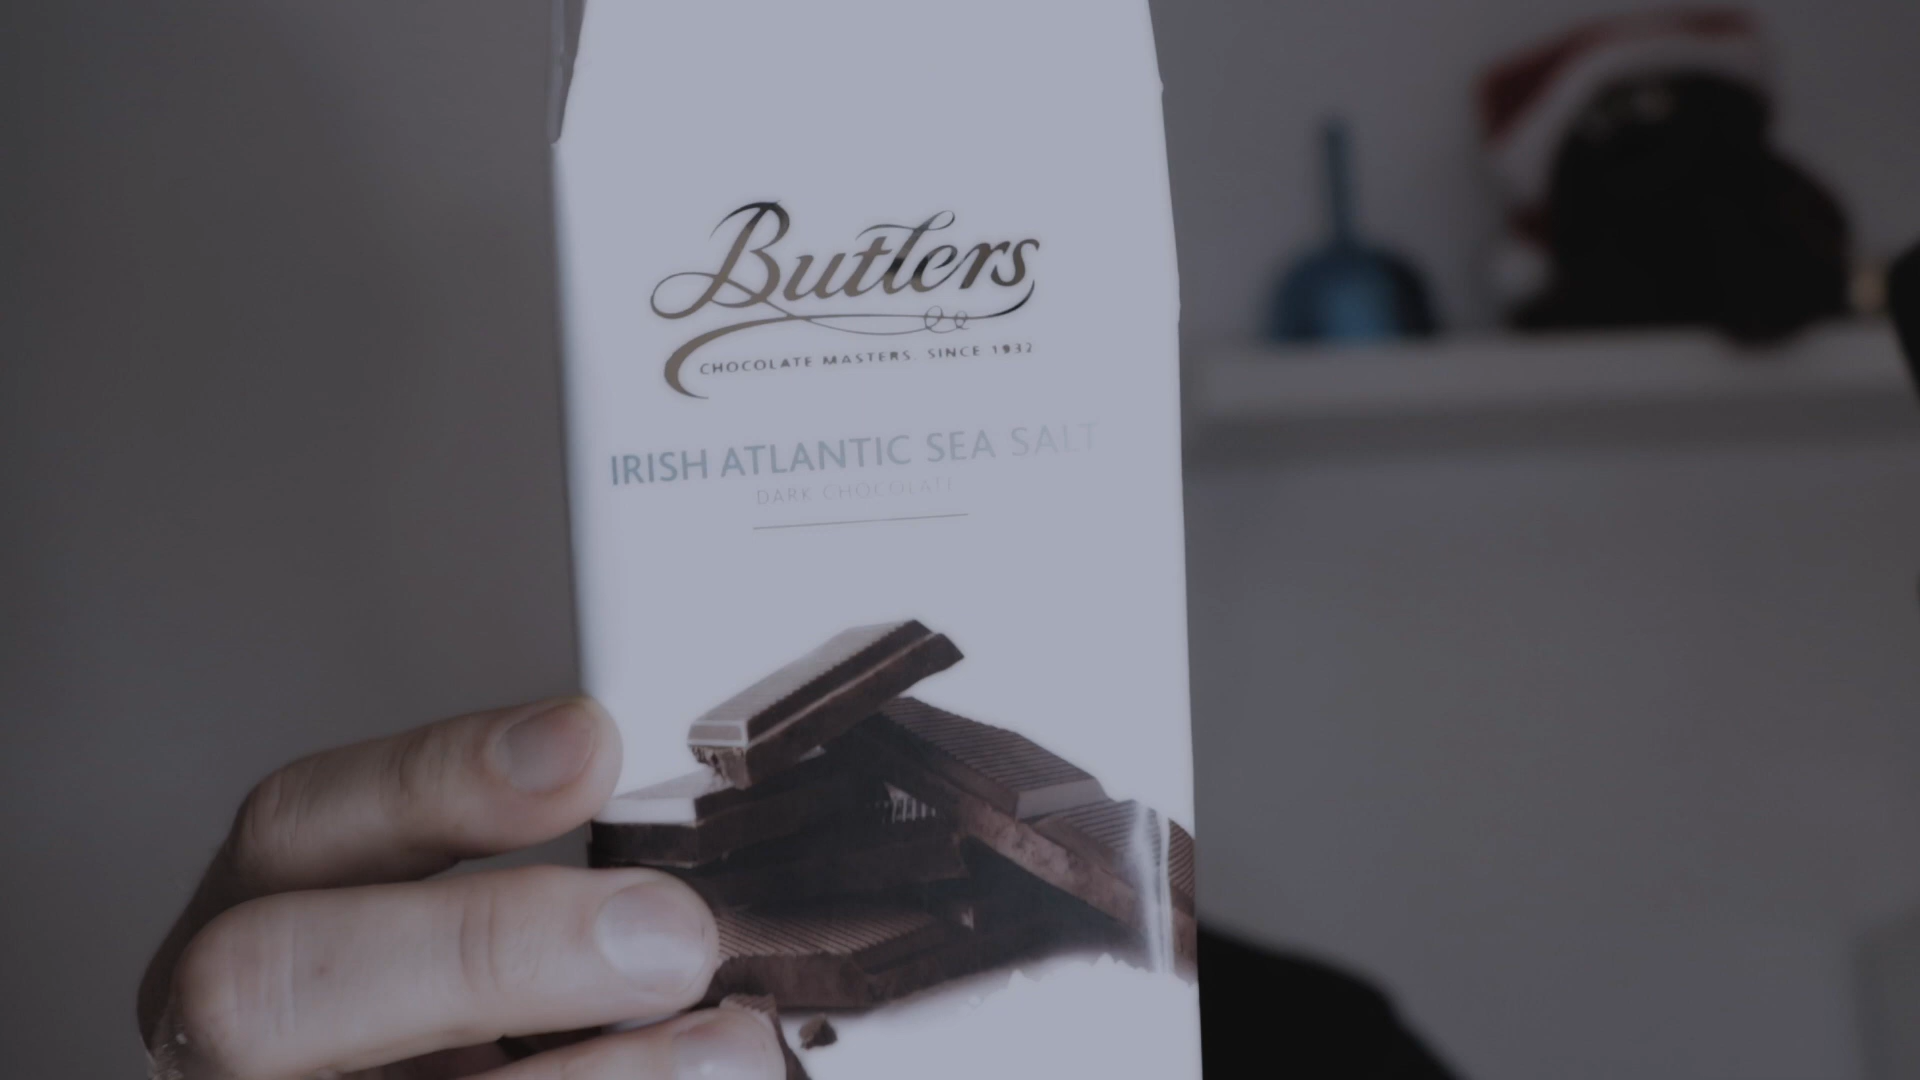 Butlers
CHOCOLATE MASTERS. SINCE 1932
IRISH ATLANTIC SEA SALT
DARK CHOCOLATE